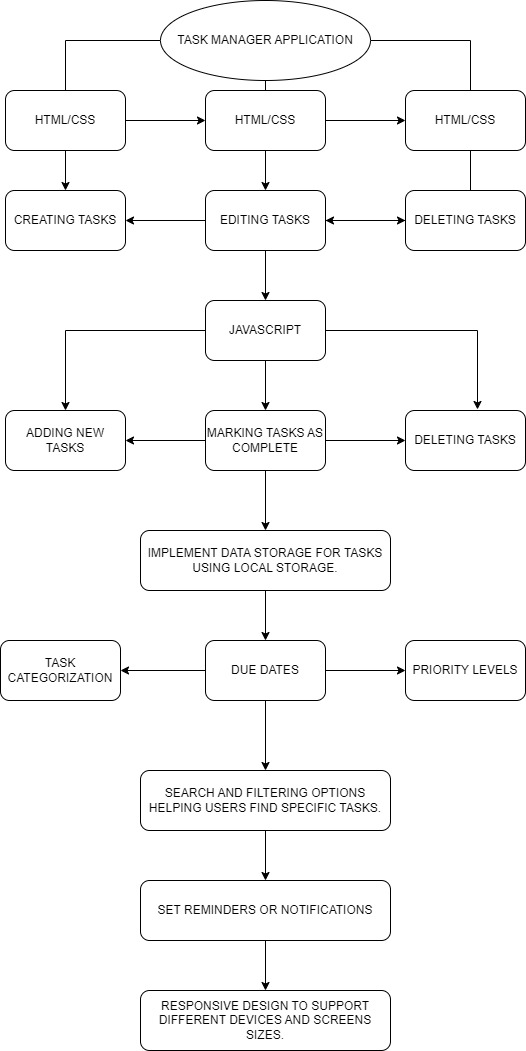 TASK MANAGER APPLICATION
HTML/CSS
HTML/CSS
HTML/CSS
CREATING TASKS
EDITING TASKS
DELETING TASKS
JAVASCRIPT
ADDING NEW
TASKS
MARKING TASKS AS
COMPLETE
DELETING TASKS
IMPLEMENT DATA STORAGE FOR TASKS
USING LOCAL STORAGE.
TASK
CATEGORIZATION
DUE DATES
PRIORITY LEVELS
SEARCH AND FILTERING OPTIONS
HELPING USERS FIND SPECIFIC TASKS.
SET REMINDERS OR NOTIFICATIONS
RESPONSIVE DESIGN TO SUPPORT
DIFFERENT DEVICES AND SCREENS
SIZES.